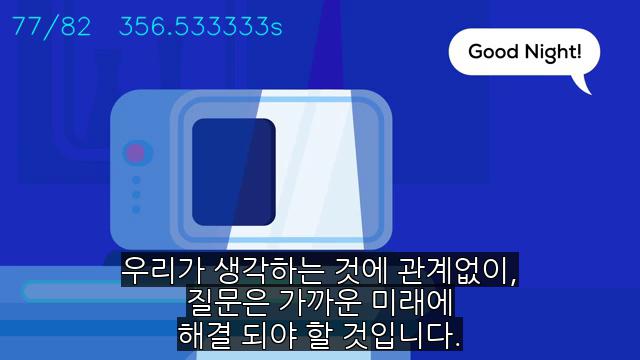 77/82 356.533333s
Good Night!
우리가 생각하는 것에 관계없이,
질문은 가까운 미래에
해결 되야 할 것입니다.